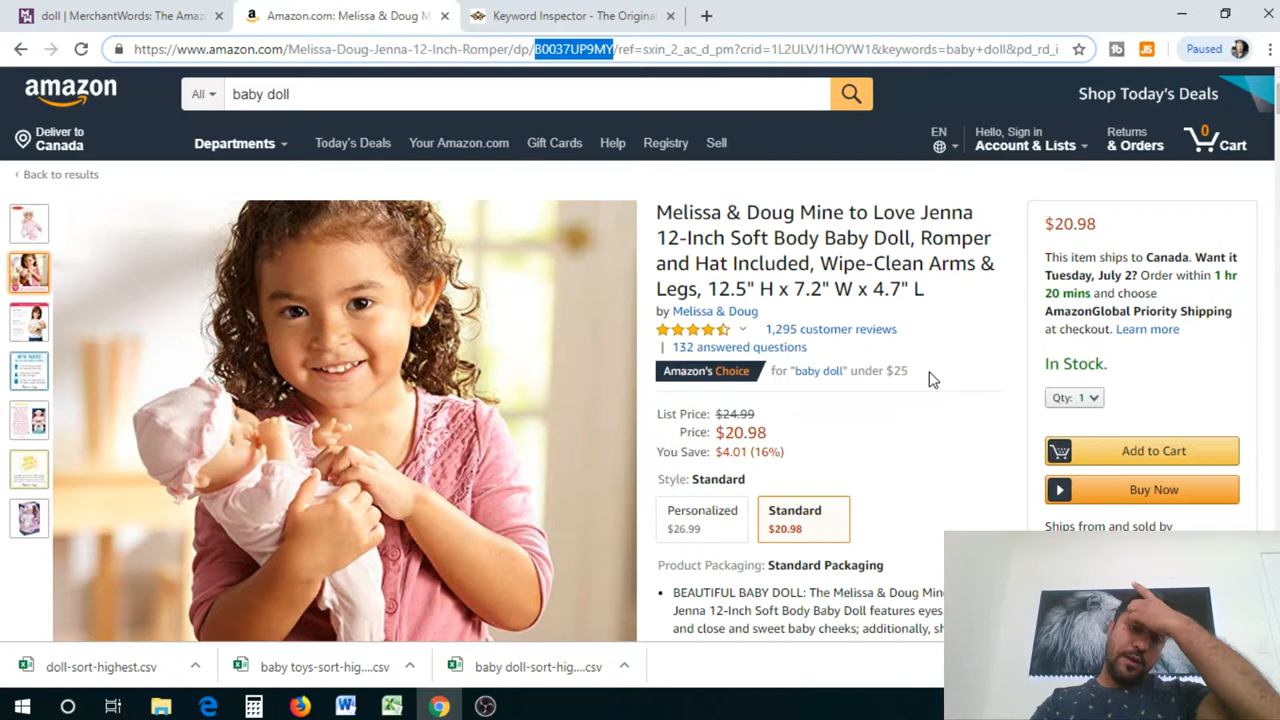 doll | MerchantWords: The Amaz
Amazon.com: Melissa & Doug M
Keyword Inspector - The Original
https://www.amazon.com/Melissa-Doug-Jenna-12-Inch-Romper/dp/B0037UP9MY/ref=sxin_2_ac_d_pm?crid=1L2ULVJ1HOYW1&keywords=baby+doll&pd_rd_i
Paused
amazon
All
baby doll
Shop Today's Deals
Deliver to
Canada
Departments
Today's Deals
Your Amazon.com
Gift Cards
Help
Registry
Sell
EN
Hello, Sign in
Account & Lists
Returns
& Orders
0
Cart
‹ Back to results
Melissa & Doug Mine to Love Jenna
12-Inch Soft Body Baby Doll, Romper
and Hat Included, Wipe-Clean Arms &
Legs, 12.5" H x 7.2" W x 4.7" L
by Melissa & Doug
1,295 customer reviews
| 132 answered questions
Amazon's Choice for "baby doll" under $25
List Price: $24.99
Price: $20.98
You Save: $4.01 (16%)
Style: Standard
Personalized
$26.99
Standard
$20.98
Product Packaging: Standard Packaging
• BEAUTIFUL BABY DOLL: The Melissa & Doug Mine
Jenna 12-Inch Soft Body Baby Doll features eyes
and close and sweet baby cheeks; additionally, sh
$20.98
This item ships to Canada. Want it
Tuesday, July 2? Order within 1 hr
20 mins and choose
AmazonGlobal Priority Shipping
at checkout. Learn more
In Stock.
Qty: 1
Add to Cart
Buy Now
Ships from and sold by
doll-sort-highest.csv
baby toys-sort-hig....csv
baby doll-sort-hig....csv